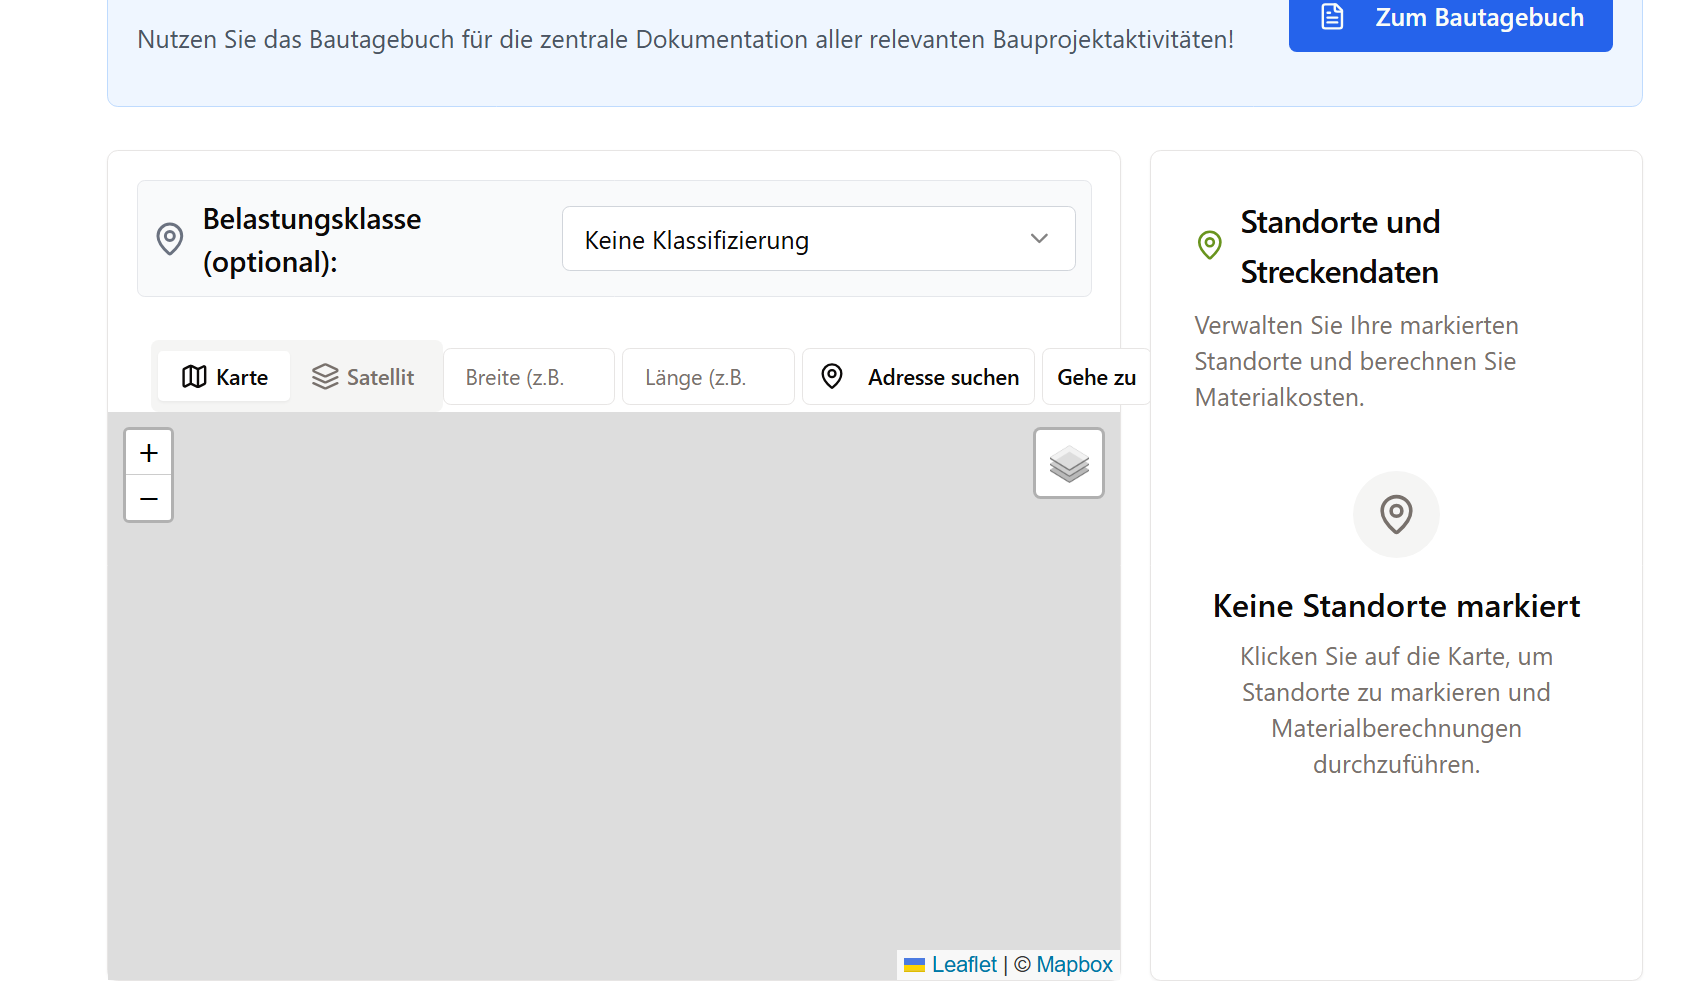 Nutzen Sie das Bautagebuch für die zentrale Dokumentation aller relevanten Bauprojektaktivitäten!
Zum Bautagebuch
Belastungsklasse
(optional):
Keine Klassifizierung
Karte
Satellit
Breite (z.B.
Länge (z.B.
Adresse suchen
Gehe zu
+
−
Leaflet | © Mapbox
Standorte und
Streckendaten
Verwalten Sie Ihre markierten
Standorte und berechnen Sie
Materialkosten.
Keine Standorte markiert
Klicken Sie auf die Karte, um
Standorte zu markieren und
Materialberechnungen
durchzuführen.